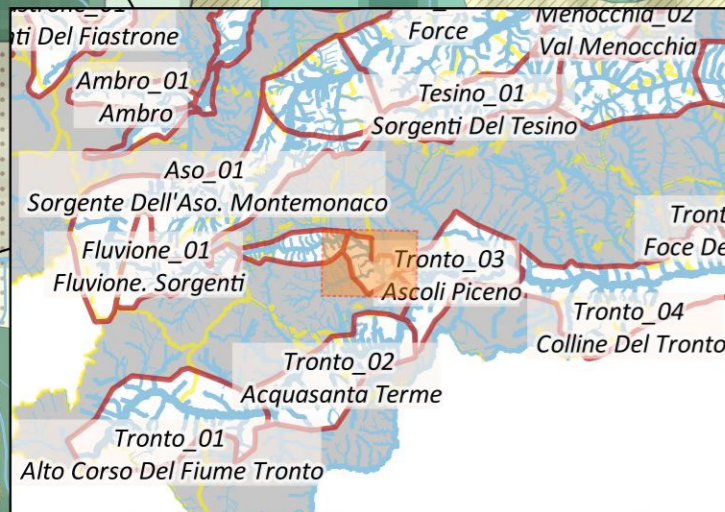 nti Del Fiastrone
Force
Menocchia_02
Val Menocchia
Ambro_01
Ambro
Tesino_01
Sorgenti Del Tesino
Aso_01
Sorgente Dell'Aso. Montemonaco
Fluvione_01
Fluvione. Sorgenti
Tronto_03
Ascoli Piceno
Tront
Foce De
Tronto_04
Colline Del Tronto
Tronto_02
Acquasanta Terme
Tronto_01
Alto Corso Del Fiume Tronto